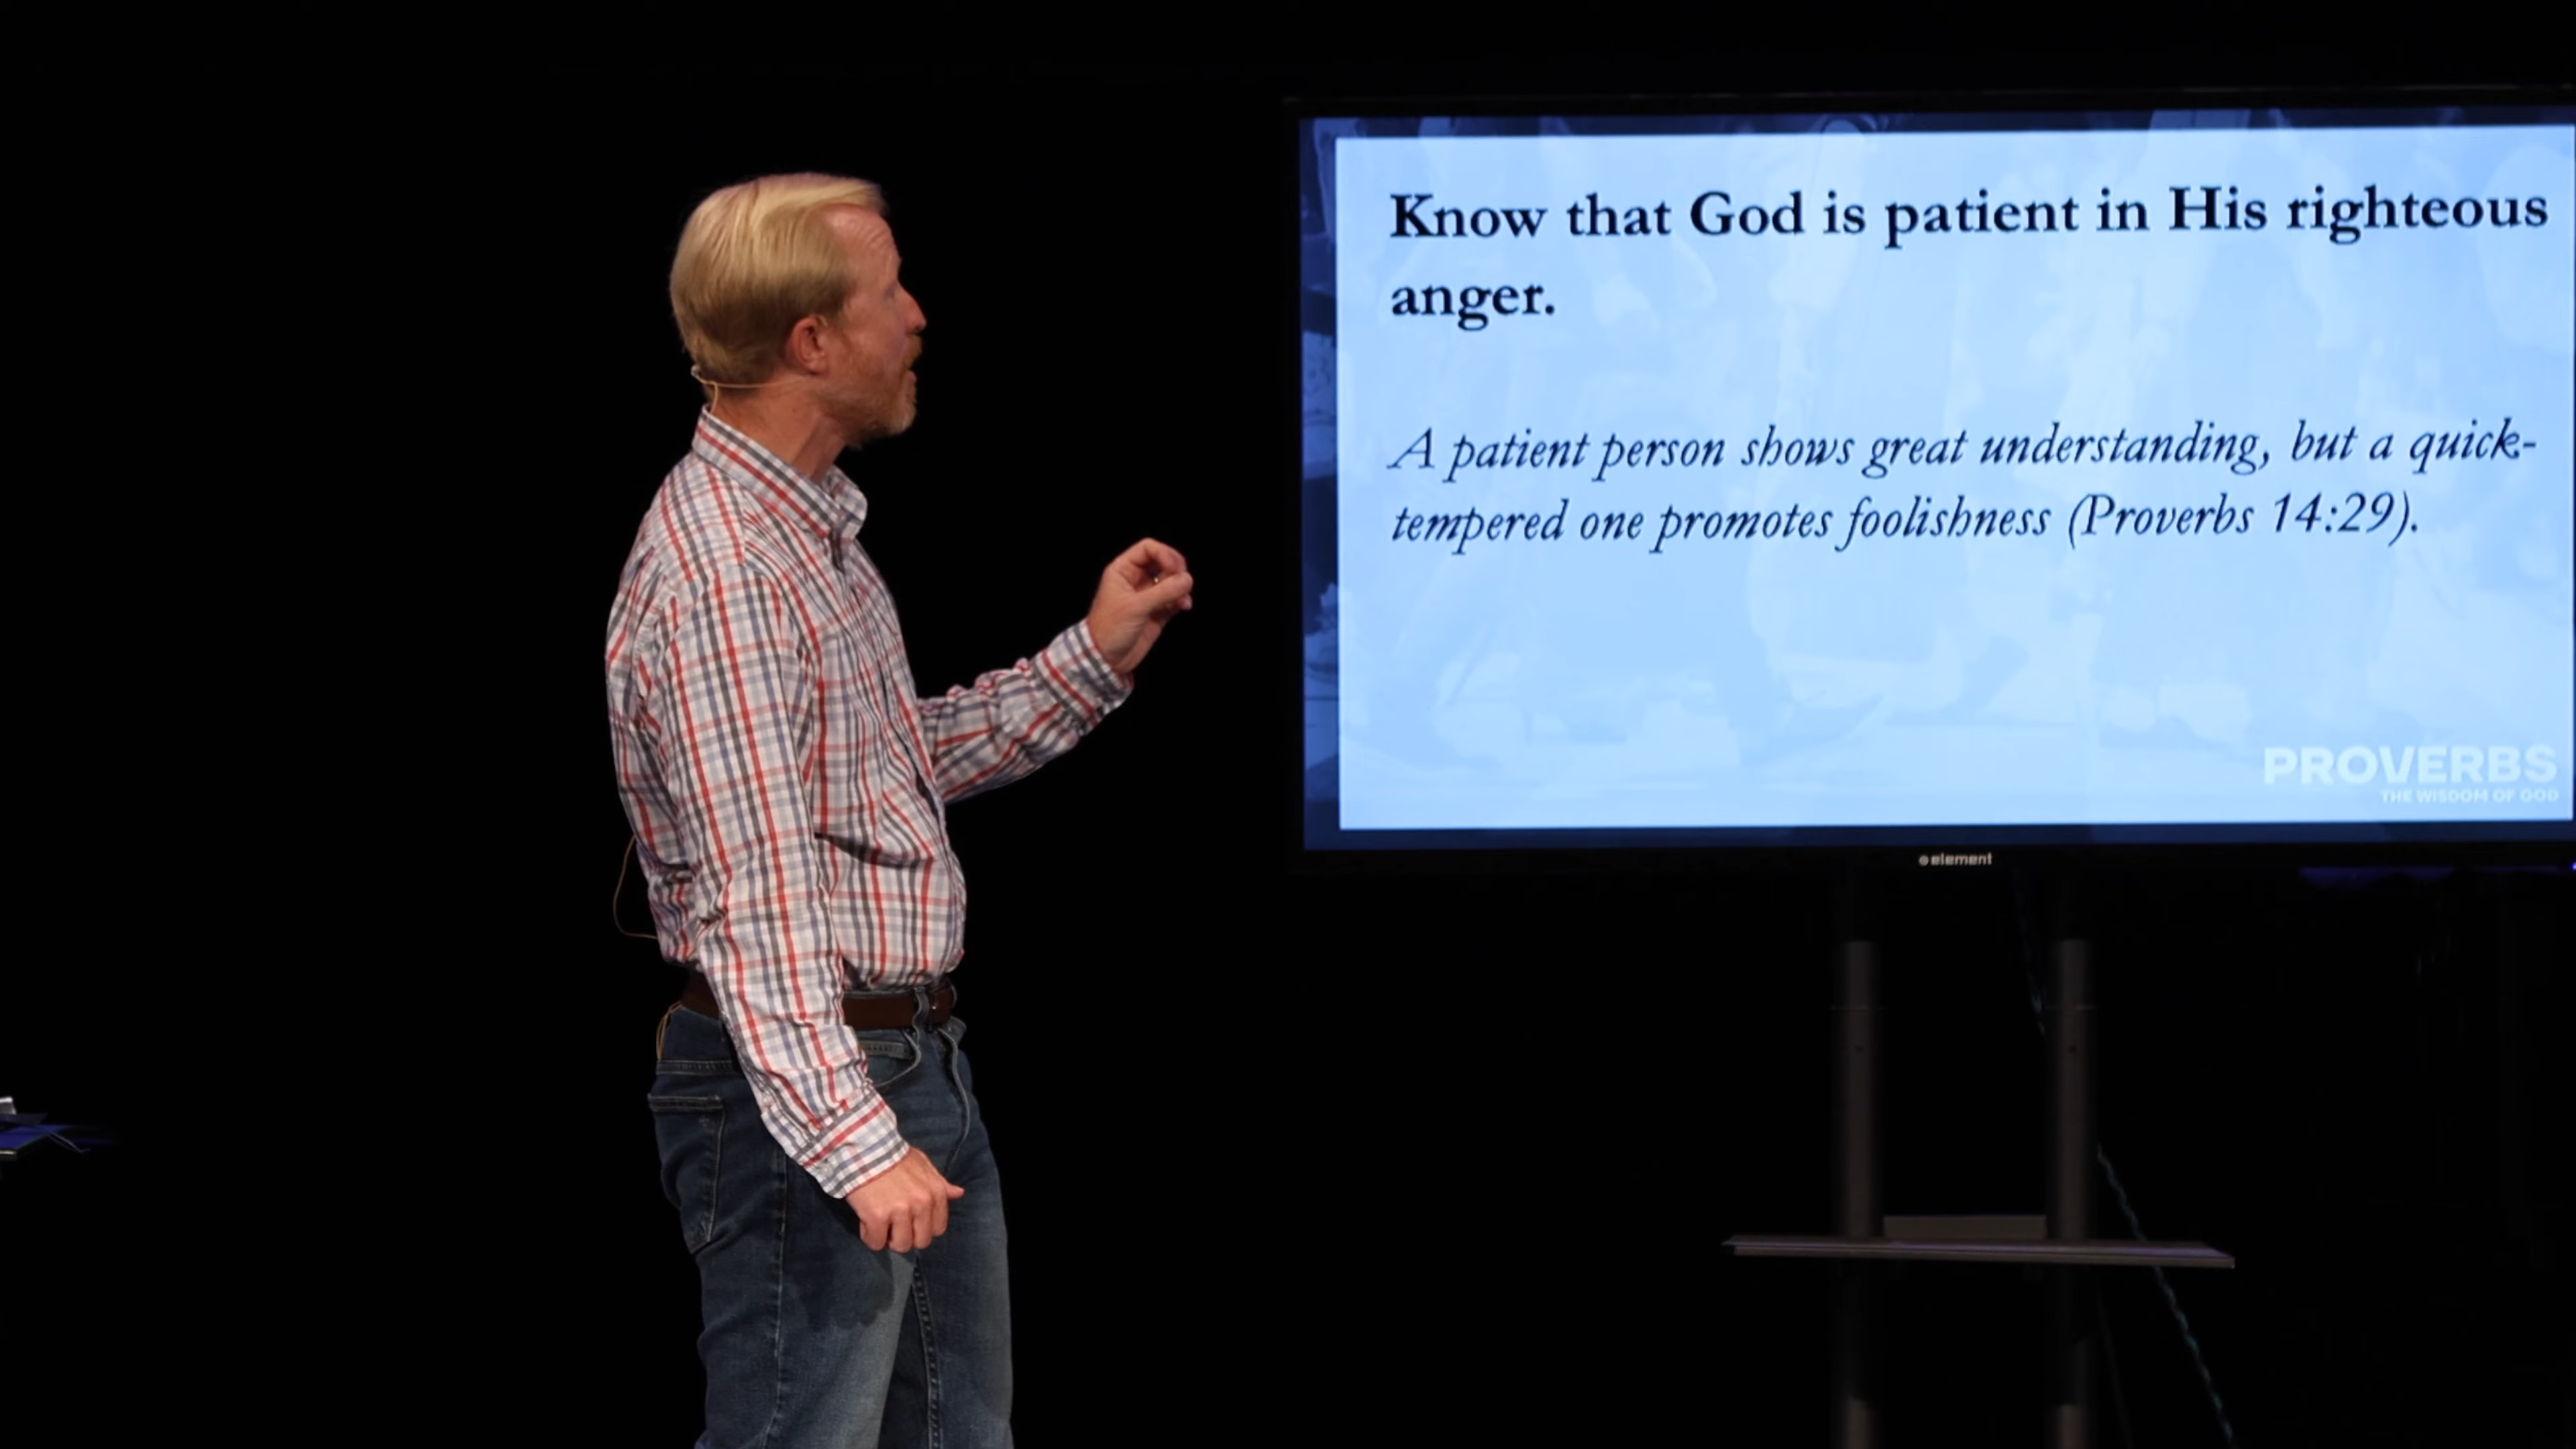 Know that God is patient in His righteous
anger.
A patient person shows great understanding, but a quick-
tempered one promotes foolishness (Proverbs 14:29).
PROVERBS
THE WISDOM OF GOD
element